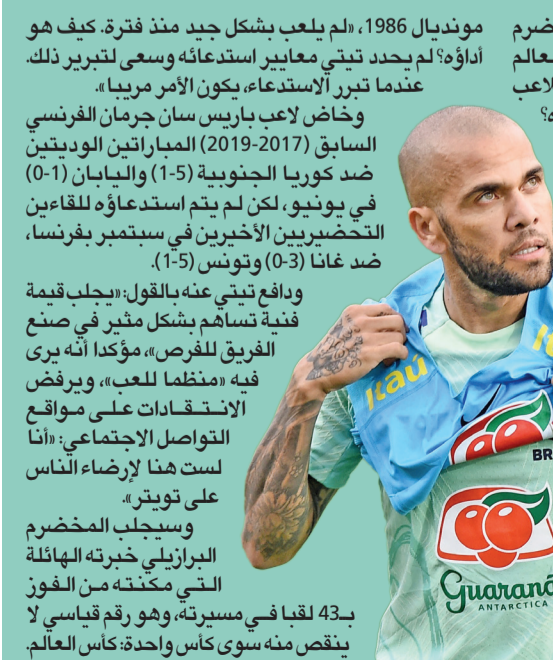 مونديال 1986، «لم يلعب بشكل جيد منذ فترة. كيف هو
أداؤه؟ لم يحدد تيتي معايير استدعائه وسعى لتبرير ذلك.
عندما تبرر الاستدعاء، يكون الأمر مريبا».
وخاض لاعب باريس سان جرمان الفرنسي
السابق (2017-2019) المباراتين الوديتين
ضد كوريا الجنوبية (5-1) واليابان (1-0)
في يونيو، لكن لم يتم استدعاؤه للقاءين
التحضيريين الأخيرين في سبتمبر بفرنسا،
ضد غانا (3-0) وتونس (5-1).
ودافع تيتي عنه بالقول: «يجلب قيمة
فنية تساهم بشكل مثير في صنع
الفريق للفرص»، مؤكدا أنه يرى
فيه «منظما للعب»، ويرفض
الانتقادات على مواقع
التواصل الاجتماعي: «أنا
لست هنا لإرضاء الناس
على تويتر».
وسيجلب المخضرم
البرازيلي خبرته الهائلة
التي مكنته من الفوز
بـ43 لقبا في مسيرته، وهو رقم قياسي لا
ينقص منه سوى كأس واحدة: كأس العالم.
Itaú
BR
Guaraná
ANTARCTICA